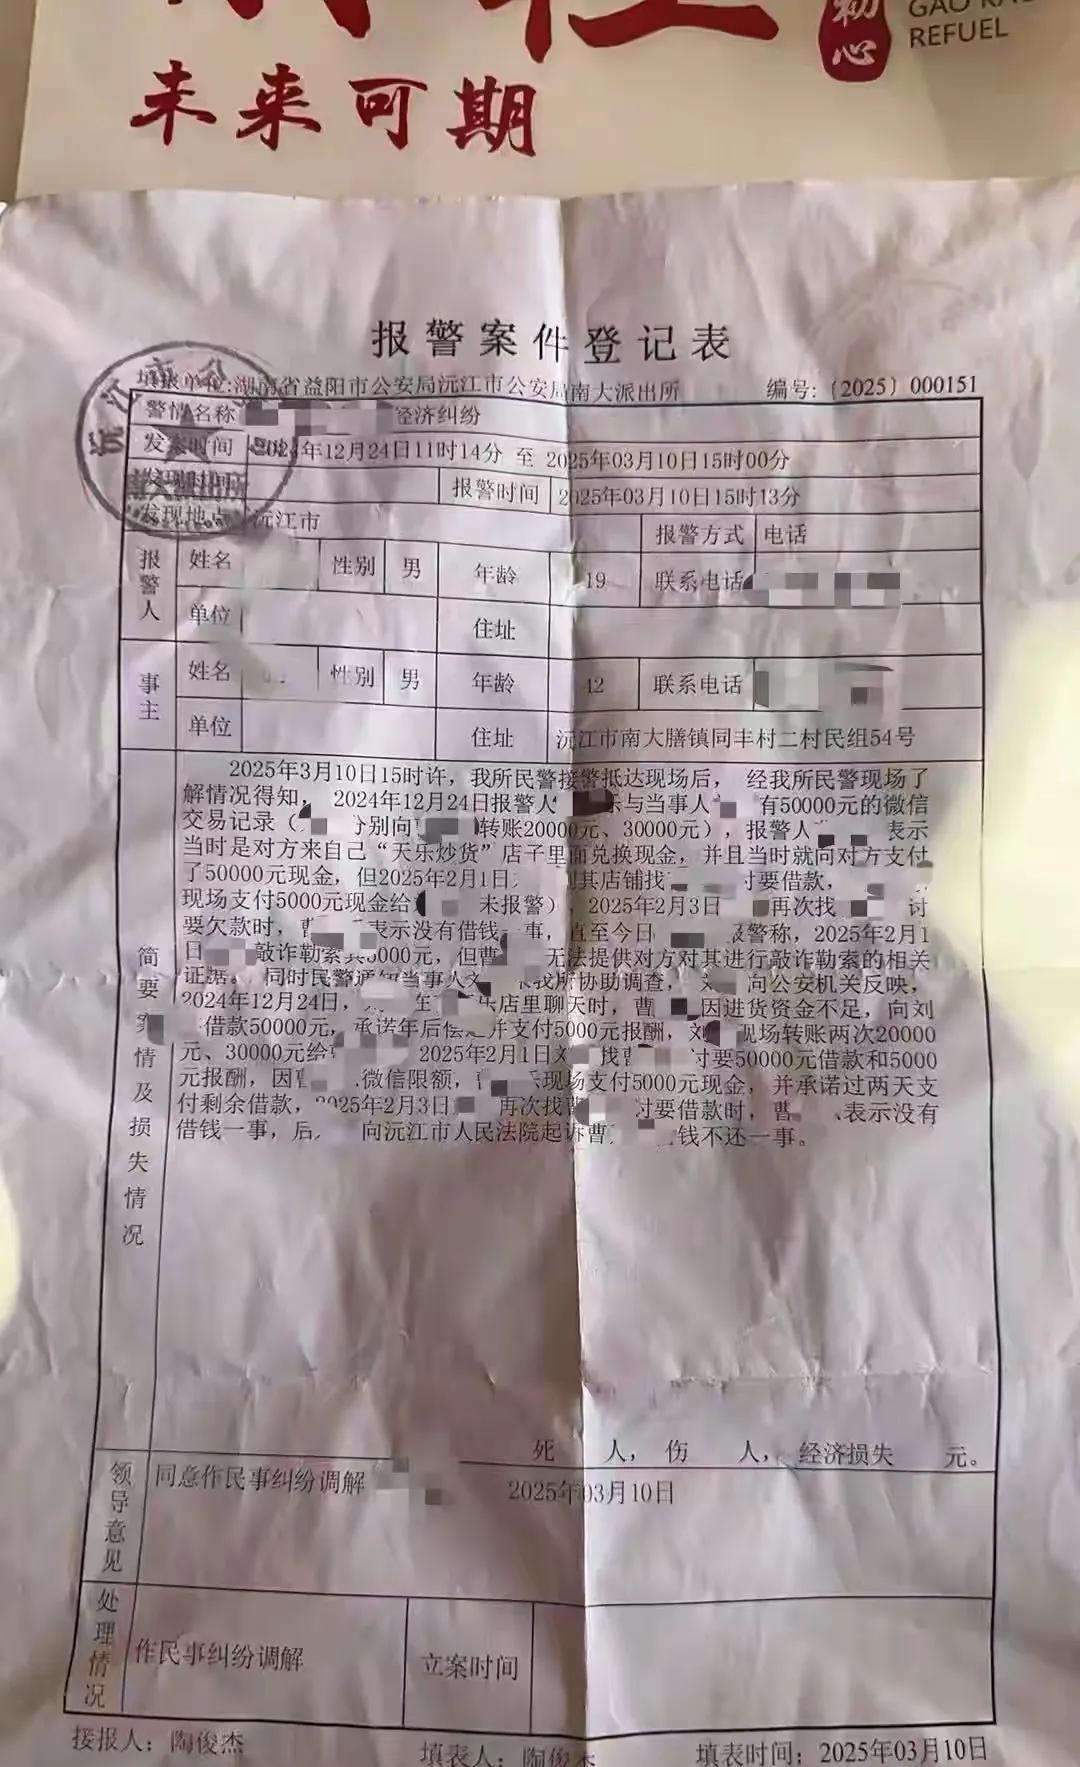 初心
REFUEL
未来可期
报警案件登记表
填报单位:湖南省益阳市公安局沅江市公安局南大派出所 编号:〔2025〕000151
警情名称 经济纠纷
发案时间 2024年12月24日11时14分 至 2025年03月10日15时00分
发现时间 报警时间 2025年03月10日15时13分
发现地点 沅江市 报警方式 电话
报警人 姓名 性别 男 年龄 19 联系电话
单位 住址
事主 姓名 性别 男 年龄 42 联系电话
单位 住址 沅江市南大膳镇同丰村二村民组54号
简要案情及损失情况
2025年3月10日15时许，我所民警接警抵达现场后， 经我所民警现场了
解情况得知， 2024年12月24日报警人 与当事人 有50000元的微信
交易记录（ 分别向 转账20000元、30000元），报警人 表示
当时是对方来自己“天乐炒货”店子里面兑换现金，并且当时就向对方支付
了50000元现金，但2025年2月1日 其店铺找 讨要借款，
现场支付5000元现金给 未报警），2025年2月3日 再次找 讨
要欠款时，曹 表示没有借钱一事，直至今日 报警称，2025年2月1
日 敲诈勒索其5000元，但曹 无法提供对方对其进行敲诈勒索的相关
证据。 同时民警通知当事人 我所协助调查， 向公安机关反映，
2024年12月24日， 在 乐店里聊天时，曹 因进货资金不足，向刘
借款50000元，承诺年后偿还并支付5000元报酬，刘 现场转账两次20000
元、30000元给 2025年2月1日 找曹 讨要50000元借款和5000
元报酬，因曹 微信限额， 现场支付5000元现金，并承诺过两天支
付剩余借款，2025年2月3日 再次找曹 讨要借款时，曹 表示没有
借钱一事，后 向沅江市人民法院起诉曹 钱不还一事。
死 人，伤 人，经济损失 元。
领导意见 同意作民事纠纷调解 2025年03月10日
处理情况 作民事纠纷调解 立案时间
接报人：陶俊杰 填表人：陶俊杰 填表时间：2025年03月10日